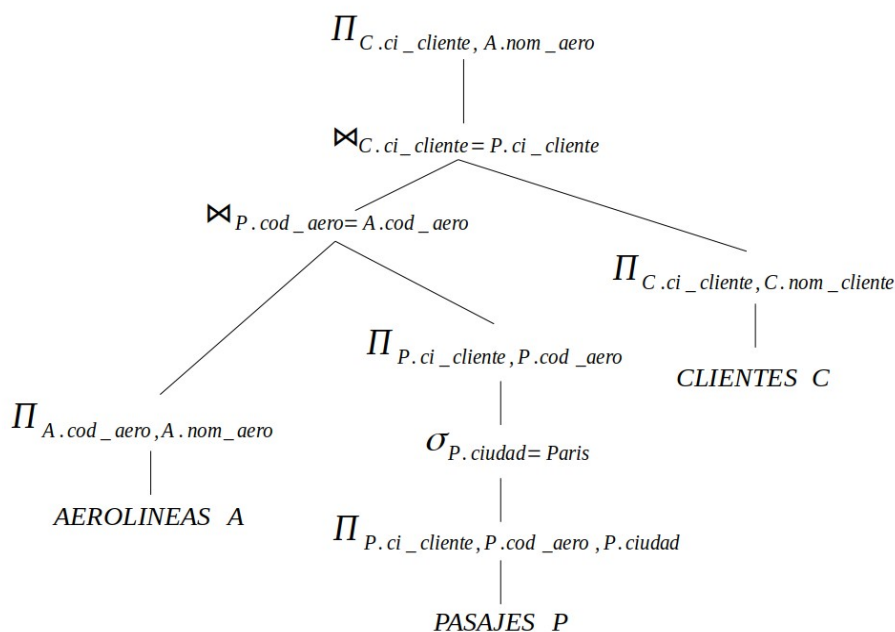 Π C.ci_cliente, A.nom_aero
⋈ C.ci_cliente= P.ci_cliente
⋈ P.cod_aero= A.cod_aero
Π C.ci_cliente,C.nom_cliente
Π P.ci_cliente,P.cod_aero
CLIENTES C
Π A.cod_aero,A.nom_aero
σ P.ciudad= Paris
AEROLINEAS A
Π P.ci_cliente,P.cod_aero,P.ciudad
PASAJES P